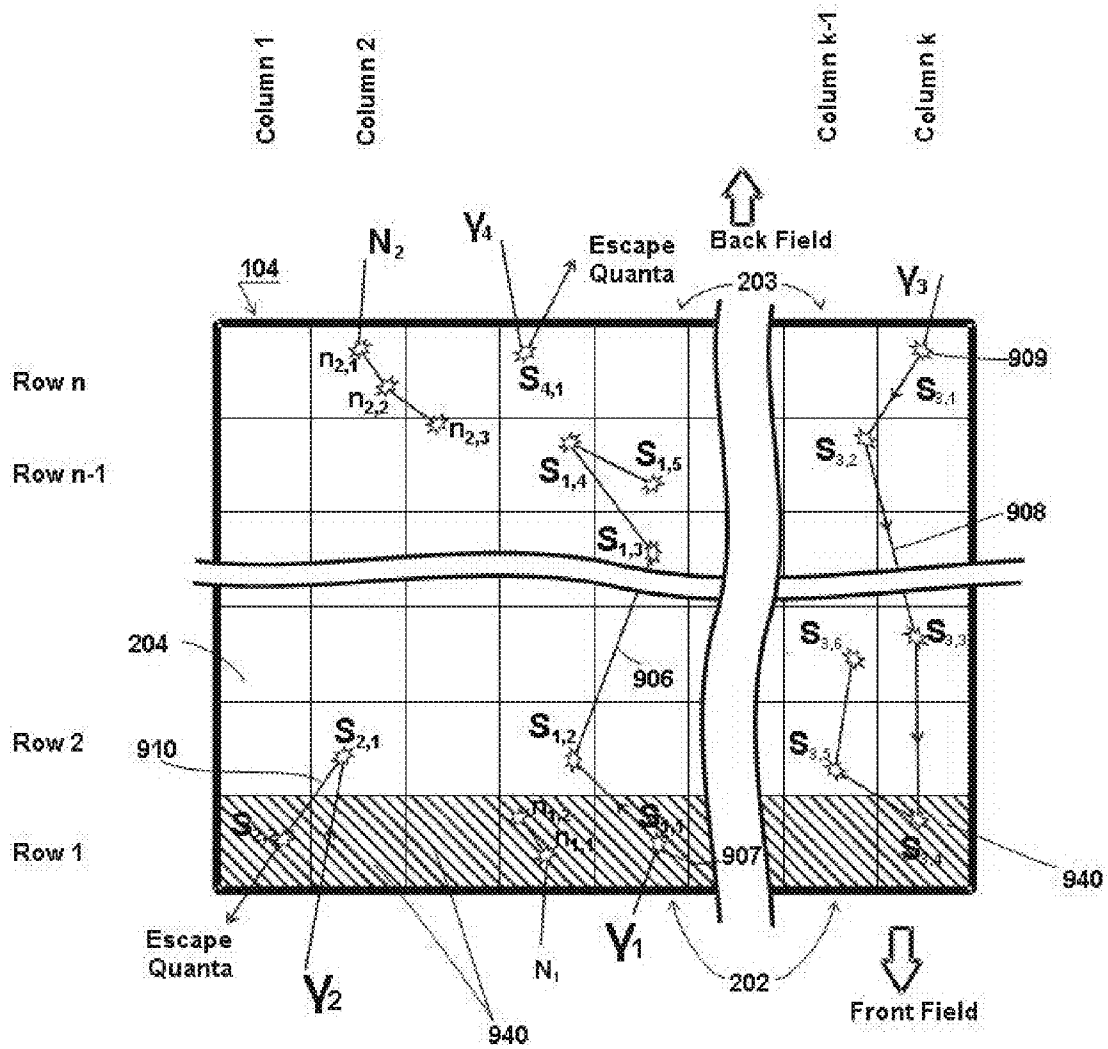 Column 1
Column 2
Column k-1
Column k
N2
γ4
Escape
Quanta
Back Field
γ3
104
203
909
Row n
n2,1
n2,2
n2,3
S4,1
S3,1
Row n-1
S1,4
S1,5
S3,2
908
S1,3
204
906
S3,6
S3,3
Row 2
910
S2,1
S1,2
S3,5
Row 1
n1,2
n1,1
S1,1
907
940
Escape
Quanta
γ2
N1
γ1
202
940
Front Field